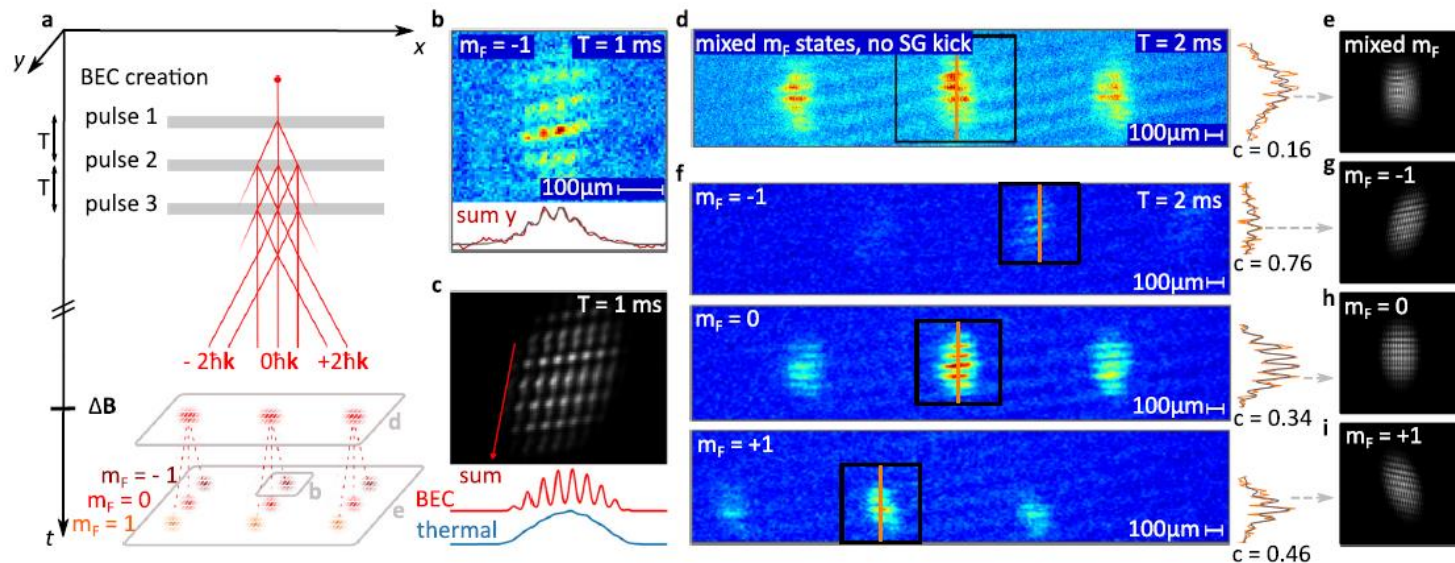 a
x
y
BEC creation
pulse 1
T
pulse 2
T
pulse 3
- 2ħk 0ħk +2ħk
ΔB
d
m_F = - 1
b
m_F = 0
e
m_F = 1
t
b
m_F = -1 T = 1 ms
100μm
sum y
c
T = 1 ms
sum
BEC
thermal
d
mixed m_F states, no SG kick T = 2 ms
100μm
c = 0.16
f
m_F = -1 T = 2 ms
100μm
c = 0.76
m_F = 0
100μm
c = 0.34
m_F = +1
100μm
c = 0.46
e
mixed m_F
g
m_F = -1
h
m_F = 0
i
m_F = +1